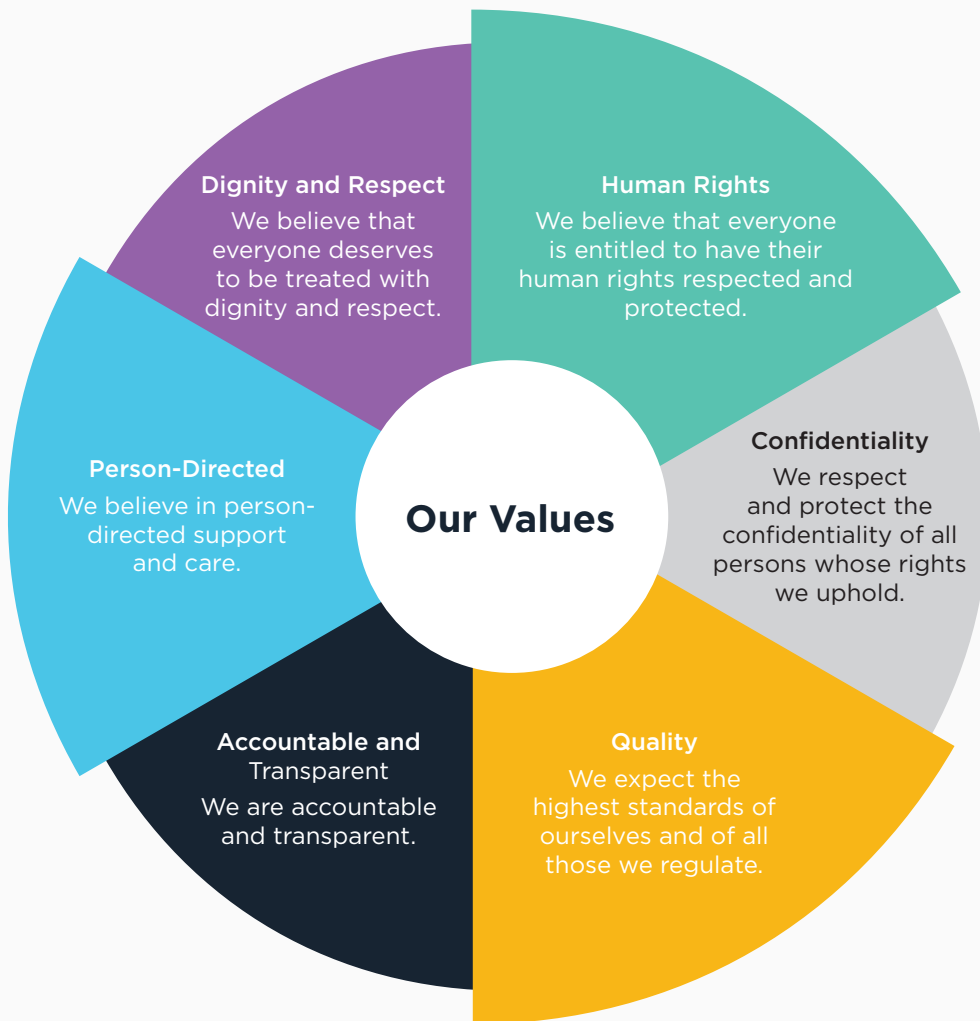 Dignity and Respect
We believe that
everyone deserves
to be treated with
dignity and respect.
Human Rights
We believe that everyone
is entitled to have their
human rights respected and
protected.
Confidentiality
We respect
and protect the
confidentiality of all
persons whose rights
we uphold.
Person-Directed
We believe in person-
directed support
and care.
Our Values
Accountable and
Transparent
We are accountable
and transparent.
Quality
We expect the
highest standards of
ourselves and of all
those we regulate.